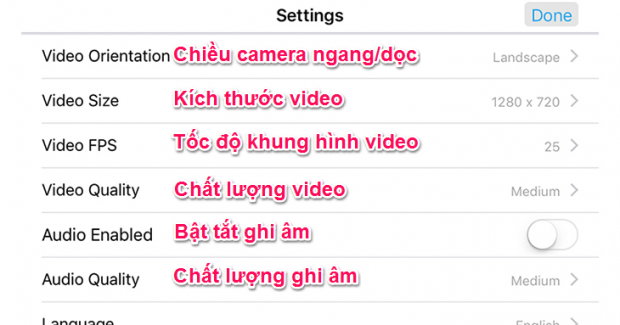 Settings Done
Video Orientation Chiều camera ngang/dọc Landscape
Video Size Kích thước video 1280 x 720
Video FPS Tốc độ khung hình video 25
Video Quality Chất lượng video Medium
Audio Enabled Bật tắt ghi âm
Audio Quality Chất lượng ghi âm Medium
Language English